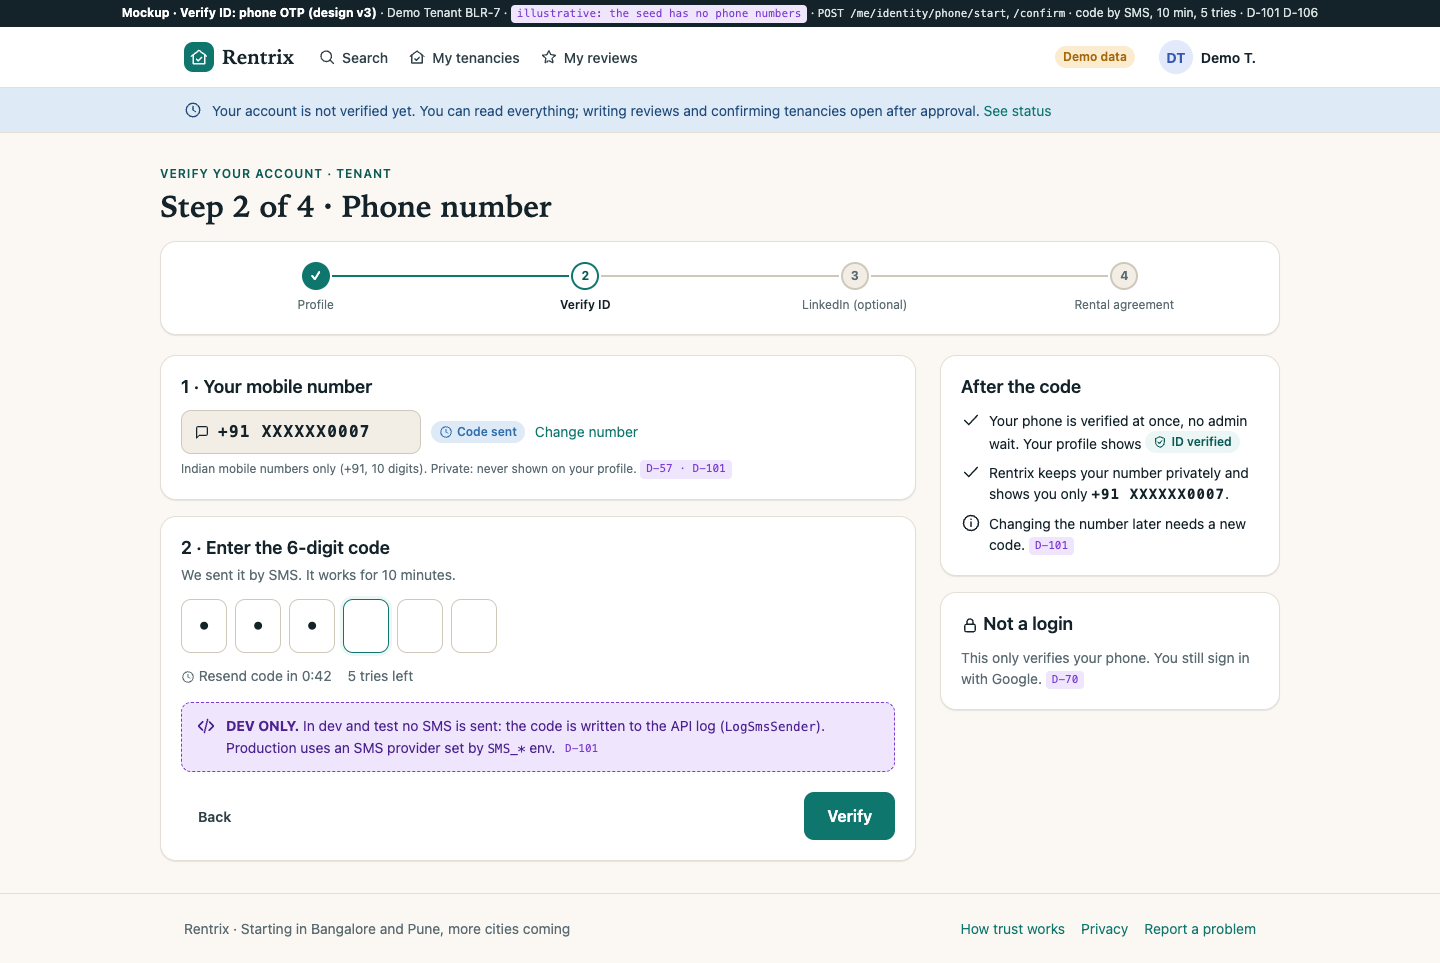 Mockup · Verify ID: phone OTP (design v3) · Demo Tenant BLR-7 · illustrative: the seed has no phone numbers · POST /me/identity/phone/start, /confirm · code by SMS, 10 min, 5 tries · D-101 D-106
Rentrix
Search
My tenancies
My reviews
Demo data
DT
Demo T.
Your account is not verified yet. You can read everything; writing reviews and confirming tenancies open after approval. See status
VERIFY YOUR ACCOUNT · TENANT
Step 2 of 4 · Phone number
2
3
4
Profile
Verify ID
LinkedIn (optional)
Rental agreement
1 · Your mobile number
+91 XXXXXX0007
Code sent
Change number
Indian mobile numbers only (+91, 10 digits). Private: never shown on your profile. D-57 · D-101
2 · Enter the 6-digit code
We sent it by SMS. It works for 10 minutes.
Resend code in 0:42
5 tries left
DEV ONLY. In dev and test no SMS is sent: the code is written to the API log (LogSmsSender).
Production uses an SMS provider set by SMS_* env. D-101
Back
Verify
After the code
Your phone is verified at once, no admin
wait. Your profile shows ID verified
Rentrix keeps your number privately and
shows you only +91 XXXXXX0007.
Changing the number later needs a new
code. D-101
Not a login
This only verifies your phone. You still sign in
with Google. D-70
Rentrix · Starting in Bangalore and Pune, more cities coming
How trust works
Privacy
Report a problem